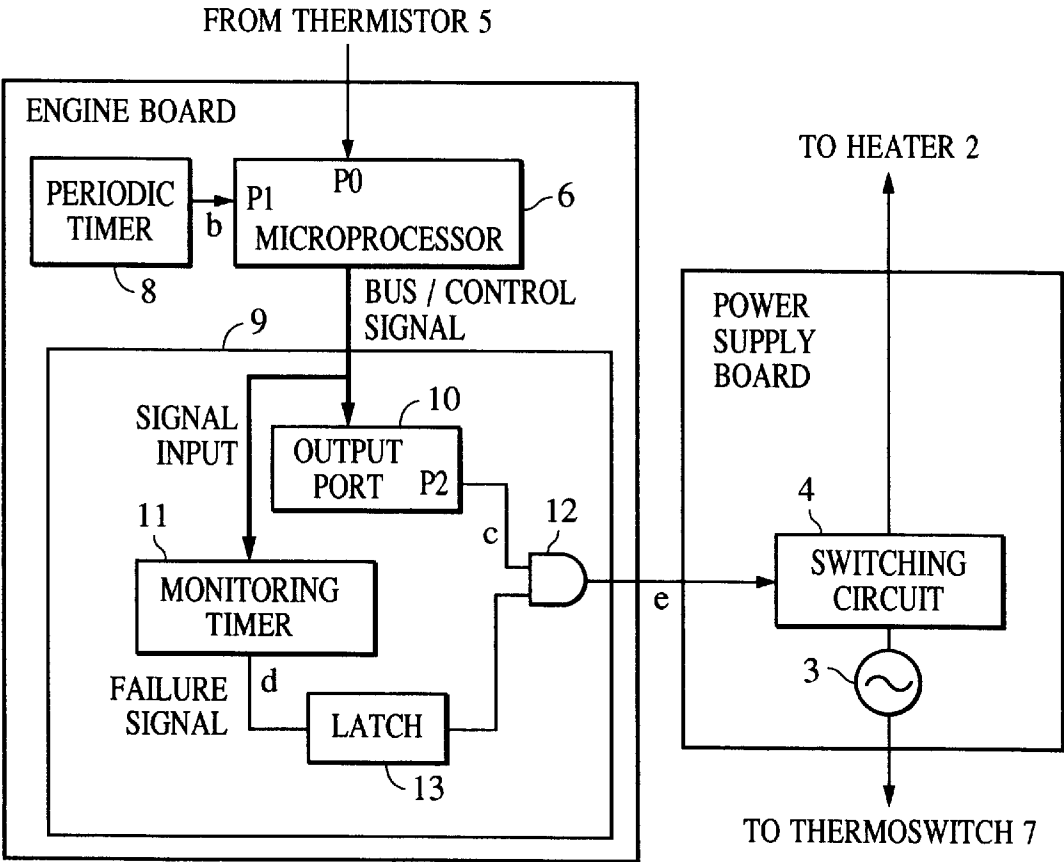 FROM THERMISTOR 5
ENGINE BOARD
PERIODIC
TIMER
8
b
P0
P1
MICROPROCESSOR
6
BUS / CONTROL
SIGNAL
9
SIGNAL
INPUT
10
OUTPUT
PORT
P2
c
12
11
MONITORING
TIMER
FAILURE
SIGNAL
d
LATCH
13
e
TO HEATER 2
POWER
SUPPLY
BOARD
4
SWITCHING
CIRCUIT
3
TO THERMOSWITCH 7